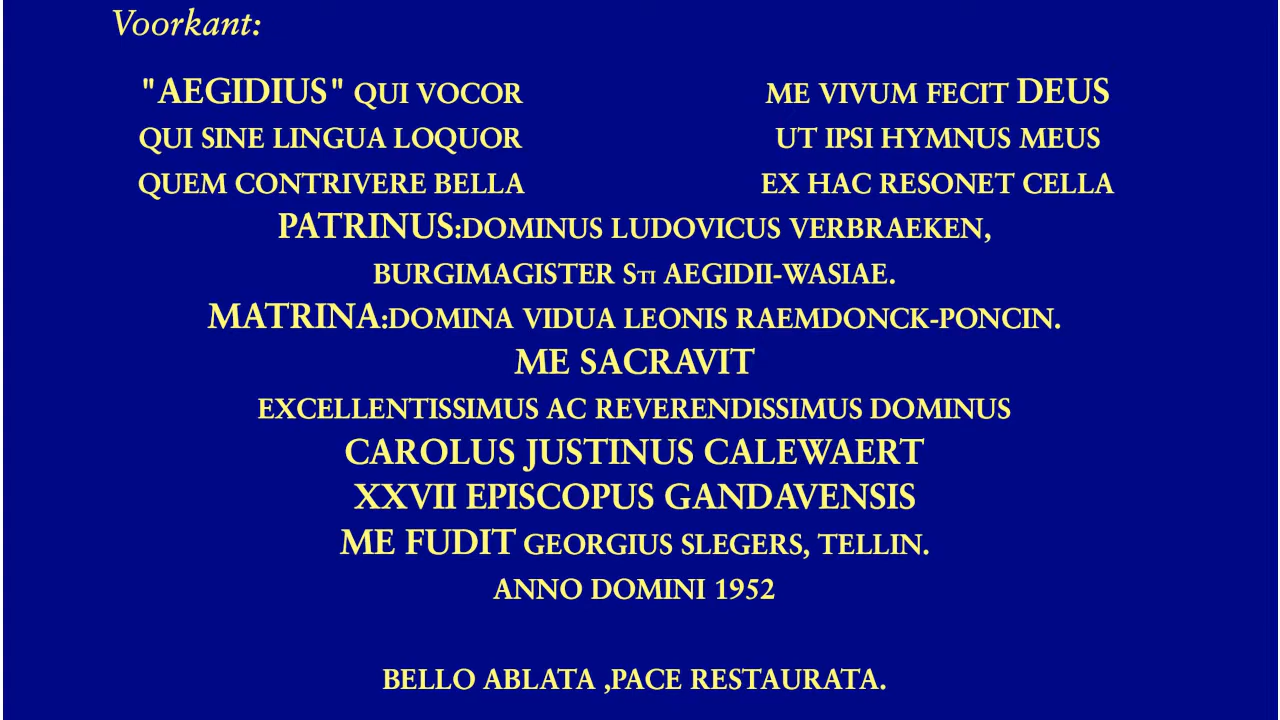 Voorkant:
"AEGIDIUS" QUI VOCOR
QUI SINE LINGUA LOQUOR
QUEM CONTRIVERE BELLA
ME VIVUM FECIT DEUS
UT IPSI HYMNUS MEUS
EX HAC RESONET CELLA
PATRINUS:DOMINUS LUDOVICUS VERBRAEKEN,
BURGIMAGISTER STI AEGIDII-WASIAE.
MATRINA:DOMINA VIDUA LEONIS RAEMDONCK-PONCIN.
ME SACRAVIT
EXCELLENTISSIMUS AC REVERENDISSIMUS DOMINUS
CAROLUS JUSTINUS CALEWAERT
XXVII EPISCOPUS GANDAVENSIS
ME FUDIT GEORGIUS SLEGERS, TELLIN.
ANNO DOMINI 1952
BELLO ABLATA ,PACE RESTAURATA.